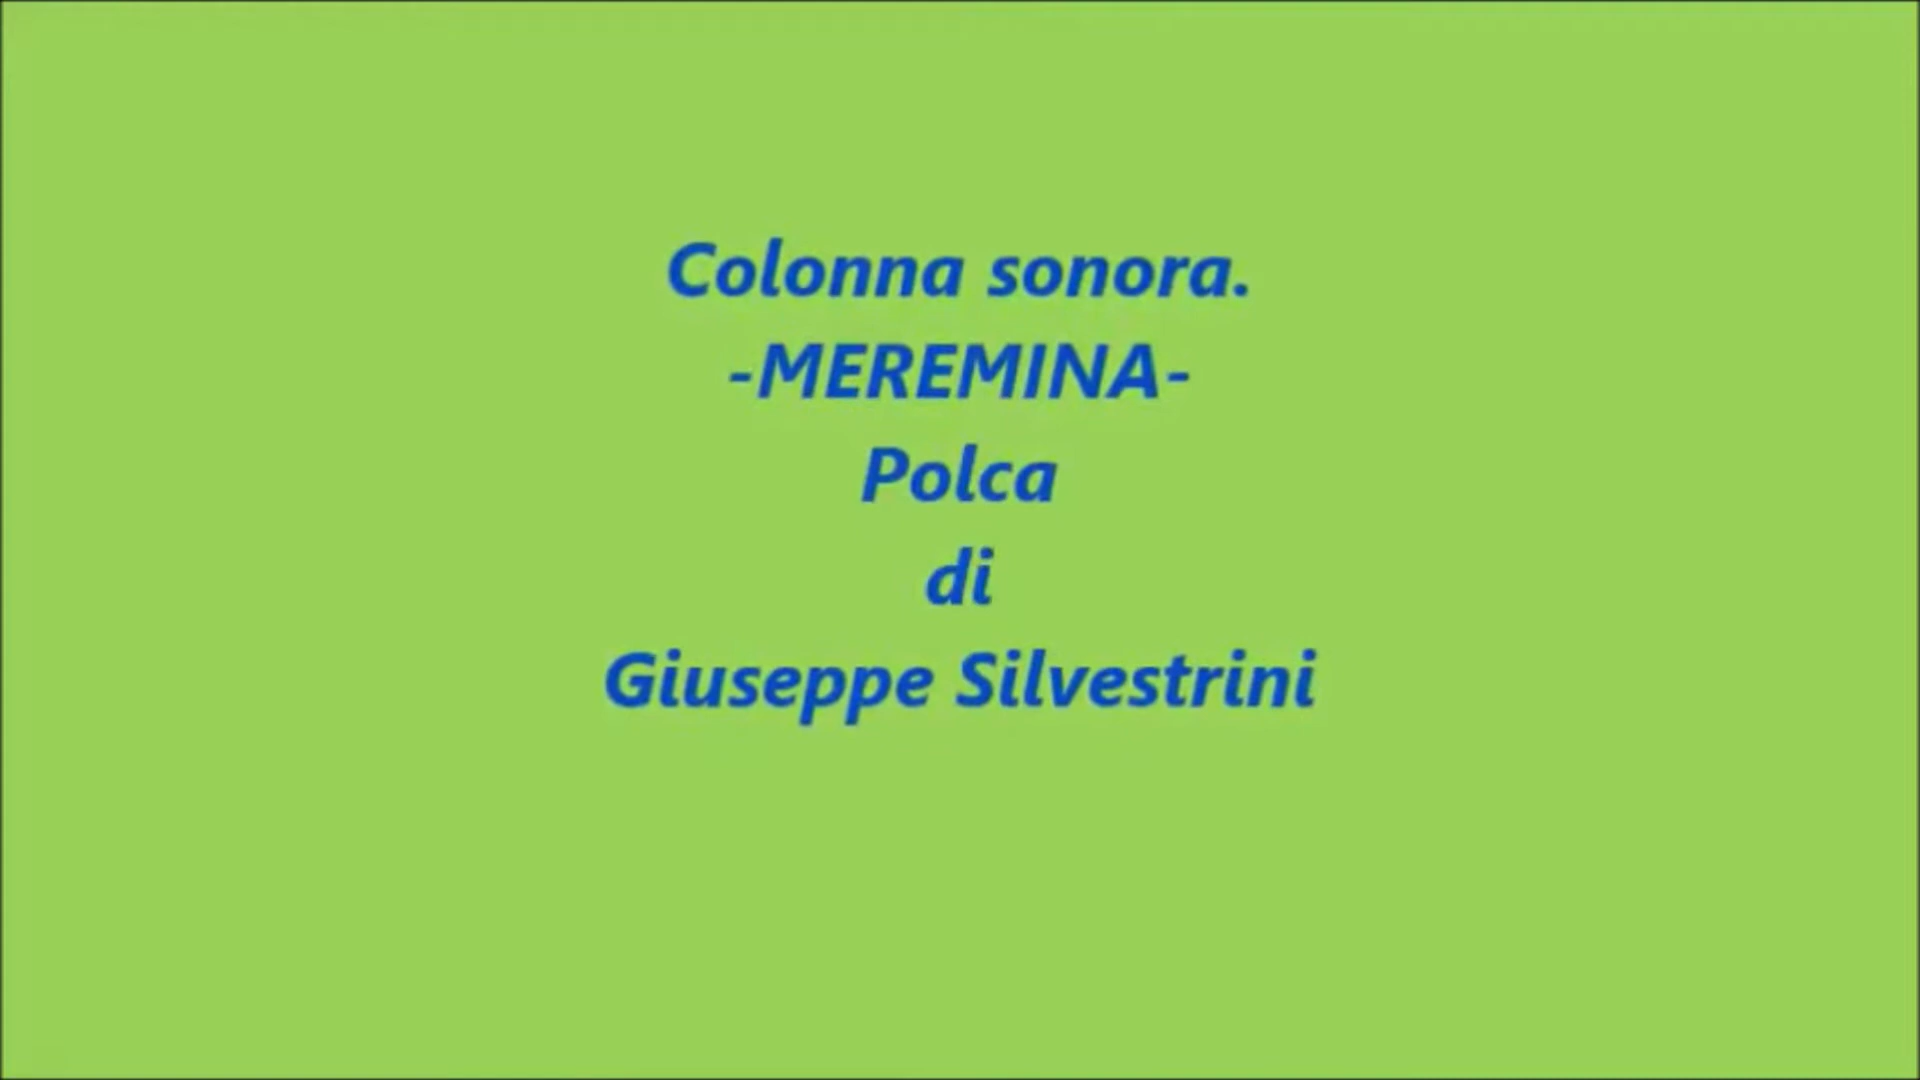 Colonna sonora.
-MEREMINA-
Polca
di
Giuseppe Silvestrini